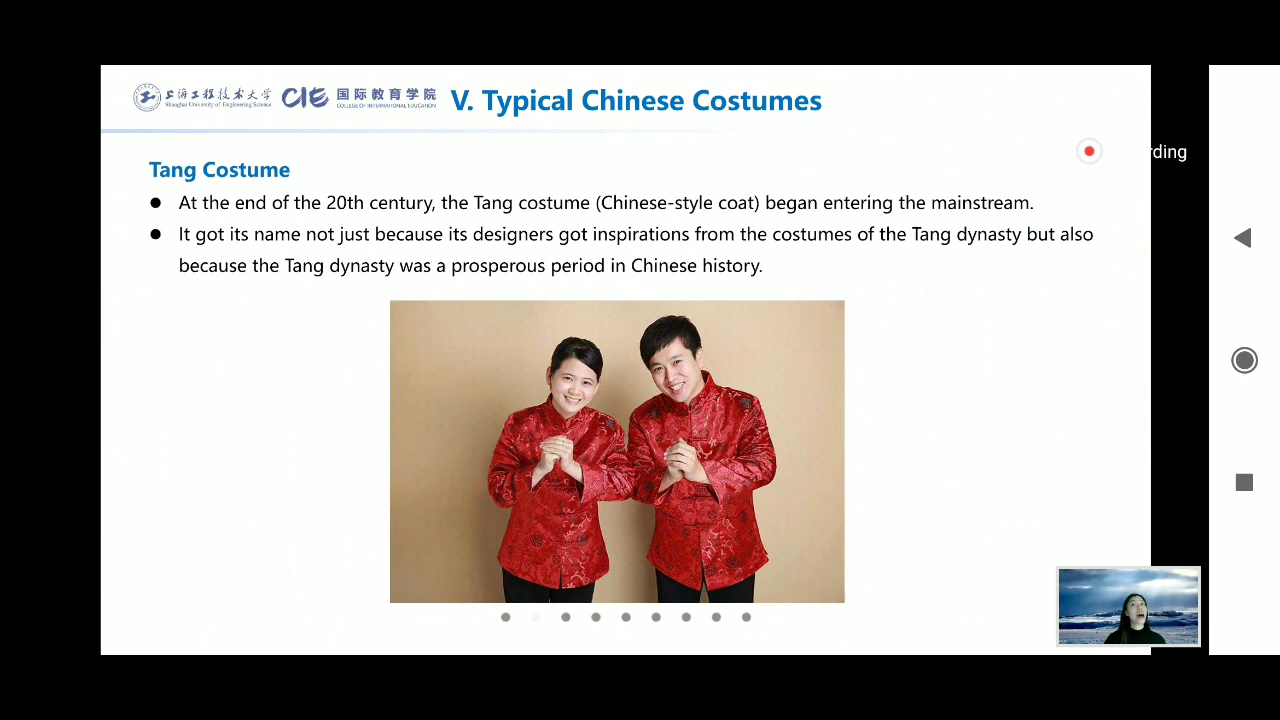 上海工程技术大学
Shanghai University of Engineering Science
CIE
国际教育学院
COLLEGE OF INTERNATIONAL EDUCATION
V. Typical Chinese Costumes
rding
Tang Costume
● At the end of the 20th century, the Tang costume (Chinese-style coat) began entering the mainstream.
● It got its name not just because its designers got inspirations from the costumes of the Tang dynasty but also
because the Tang dynasty was a prosperous period in Chinese history.